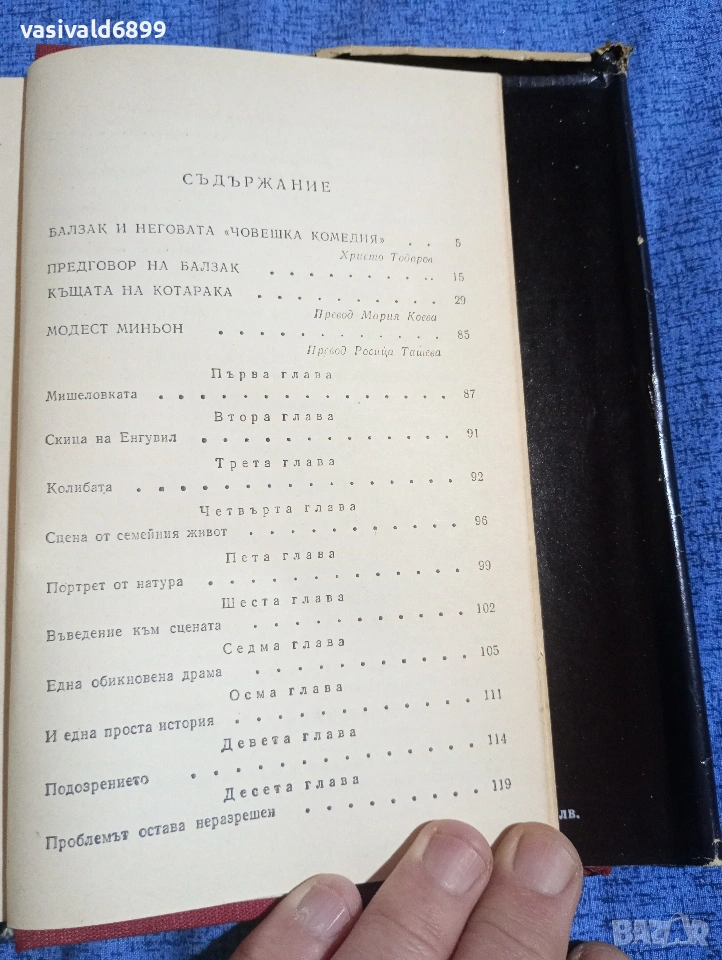 vasivald6899
СЪДЪРЖАНИЕ
БАЛЗАК И НЕГОВАТА «ЧОВЕШКА КОМЕДИЯ» . . 5
Христо Тодоров
ПРЕДГОВОР НА БАЛЗАК . . . . . . . . . . 15
КЪЩАТА НА КОТАРАКА . . . . . . . . . . 29
Превод Мария Коева
МОДЕСТ МИНЬОН . . . . . . . . . . . . 85
Превод Росица Ташева
Първа глава
Мишеловката . . . . . . . . . . . . . . . 87
Втора глава
Скица на Енгувил . . . . . . . . . . . . . 91
Трета глава
Колибата . . . . . . . . . . . . . . . . 92
Четвърта глава
Сцена от семейния живот . . . . . . . . . . 96
Пета глава
Портрет от натура . . . . . . . . . . . . . 99
Шеста глава
Въведение към сцената . . . . . . . . . . . 102
Седма глава
Една обикновена драма . . . . . . . . . . 105
Осма глава
И една проста история . . . . . . . . . . . 111
Девета глава
Подозрението . . . . . . . . . . . . . 114
Десета глава
Проблемът остава неразрешен . . . . . . . . 119
лв.
BAZAR